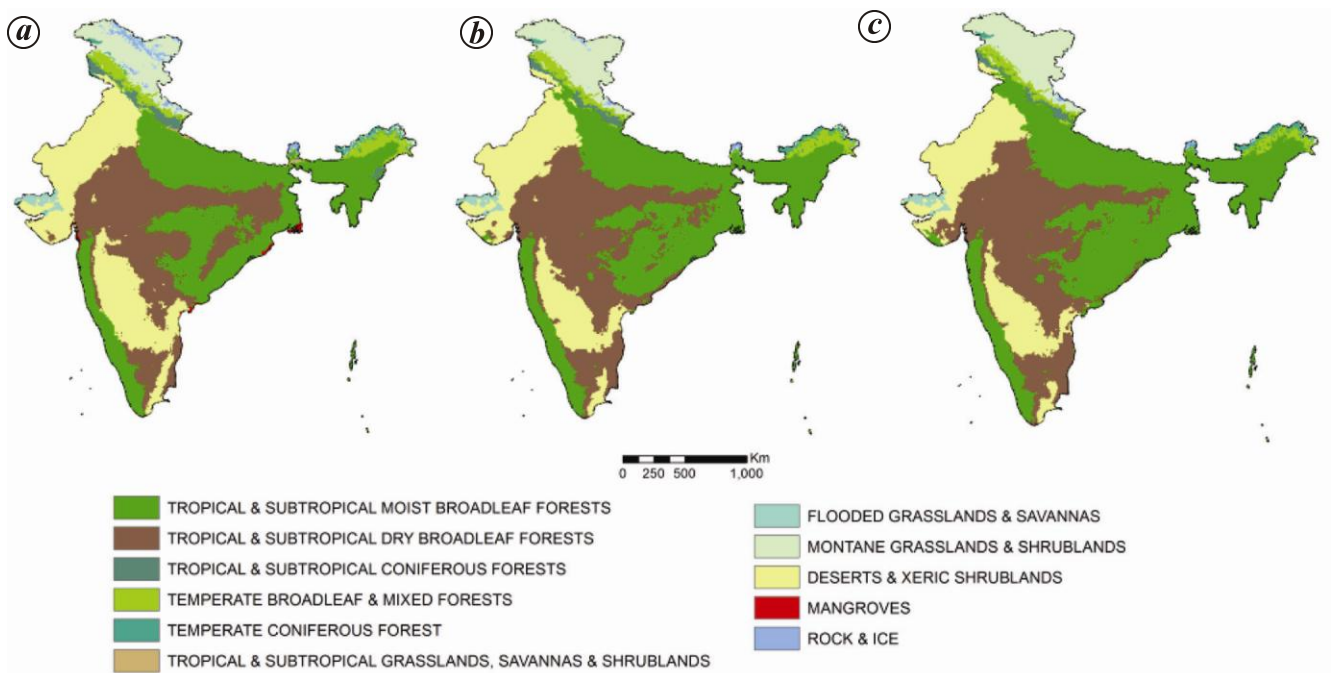 a
b
c
Km
0 250 500 1,000
TROPICAL & SUBTROPICAL MOIST BROADLEAF FORESTS
TROPICAL & SUBTROPICAL DRY BROADLEAF FORESTS
TROPICAL & SUBTROPICAL CONIFEROUS FORESTS
TEMPERATE BROADLEAF & MIXED FORESTS
TEMPERATE CONIFEROUS FOREST
TROPICAL & SUBTROPICAL GRASSLANDS, SAVANNAS & SHRUBLANDS
FLOODED GRASSLANDS & SAVANNAS
MONTANE GRASSLANDS & SHRUBLANDS
DESERTS & XERIC SHRUBLANDS
MANGROVES
ROCK & ICE